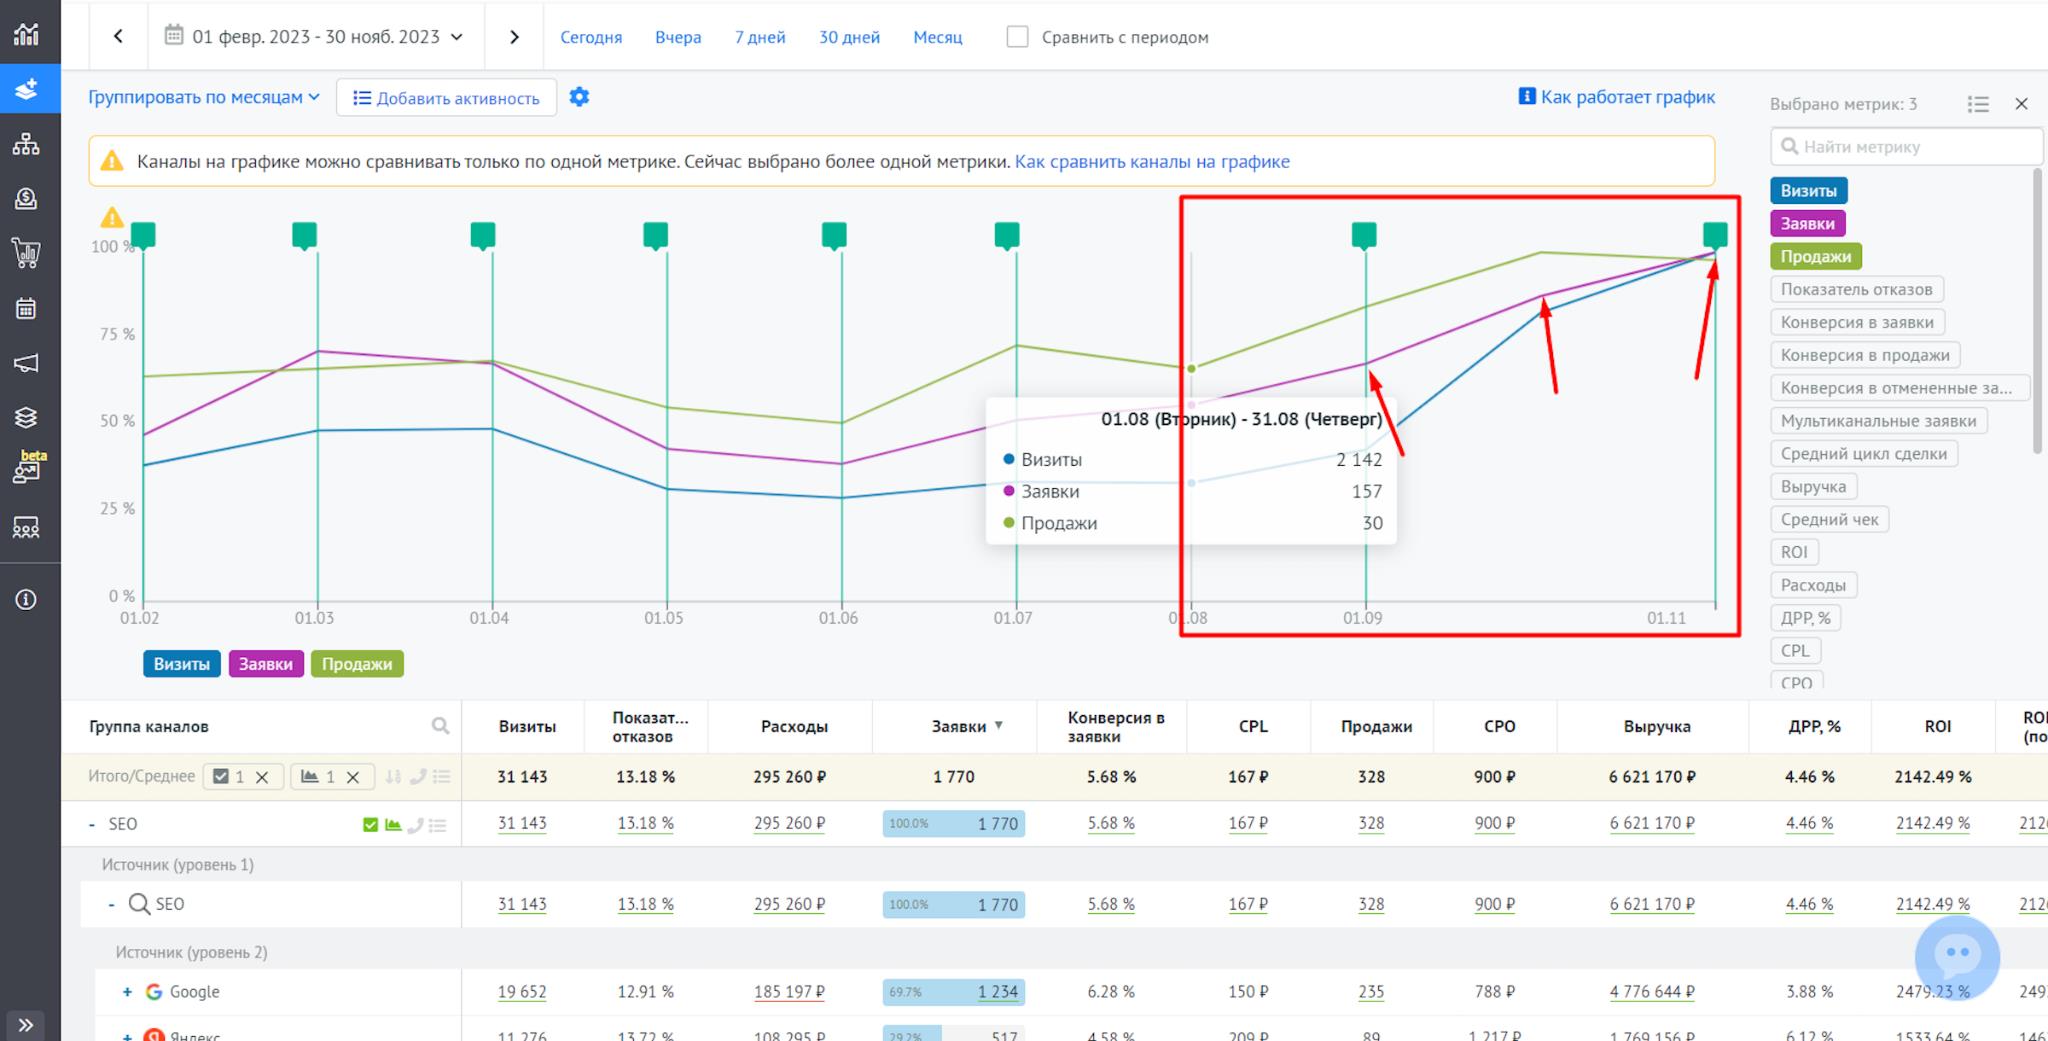 01 февр. 2023 - 30 нояб. 2023
Сегодня Вчера 7 дней 30 дней Месяц Сравнить с периодом
Группировать по месяцам Добавить активность Как работает график
Каналы на графике можно сравнивать только по одной метрике. Сейчас выбрано более одной метрики. Как сравнить каналы на графике
100 %
75 %
50 %
25 %
0 %
01.02 01.03 01.04 01.05 01.06 01.07 01.08 01.09 01.11
01.08 (Вторник) - 31.08 (Четверг)
Визиты 2 142
Заявки 157
Продажи 30
Визиты Заявки Продажи
Выбрано метрик: 3
Найти метрику
Визиты
Заявки
Продажи
Показатель отказов
Конверсия в заявки
Конверсия в продажи
Конверсия в отмененные за...
Мультиканальные заявки
Средний цикл сделки
Выручка
Средний чек
ROI
Расходы
ДРР, %
CPL
CPO
beta
Группа каналов Визиты Показат... отказов Расходы Заявки Конверсия в заявки CPL Продажи CPO Выручка ДРР, % ROI ROI (по
Итого/Среднее 1 1 31 143 13.18 % 295 260 ₽ 1 770 5.68 % 167 ₽ 328 900 ₽ 6 621 170 ₽ 4.46 % 2142.49 %
- SEO 31 143 13.18 % 295 260 ₽ 100.0% 1 770 5.68 % 167 ₽ 328 900 ₽ 6 621 170 ₽ 4.46 % 2142.49 %
Источник (уровень 1)
- SEO 31 143 13.18 % 295 260 ₽ 100.0% 1 770 5.68 % 167 ₽ 328 900 ₽ 6 621 170 ₽ 4.46 % 2142.49 %
Источник (уровень 2)
+ Google 19 652 12.91 % 185 197 ₽ 69.7% 1 234 6.28 % 150 ₽ 235 788 ₽ 4 776 644 ₽ 3.88 % 2479.23 %
+ Яндекс 11 276 13.72 % 108 295 ₽ 29.2% 517 4.58 % 209 ₽ 89 1 217 ₽ 1 769 156 ₽ 6.12 % 1533.64 %